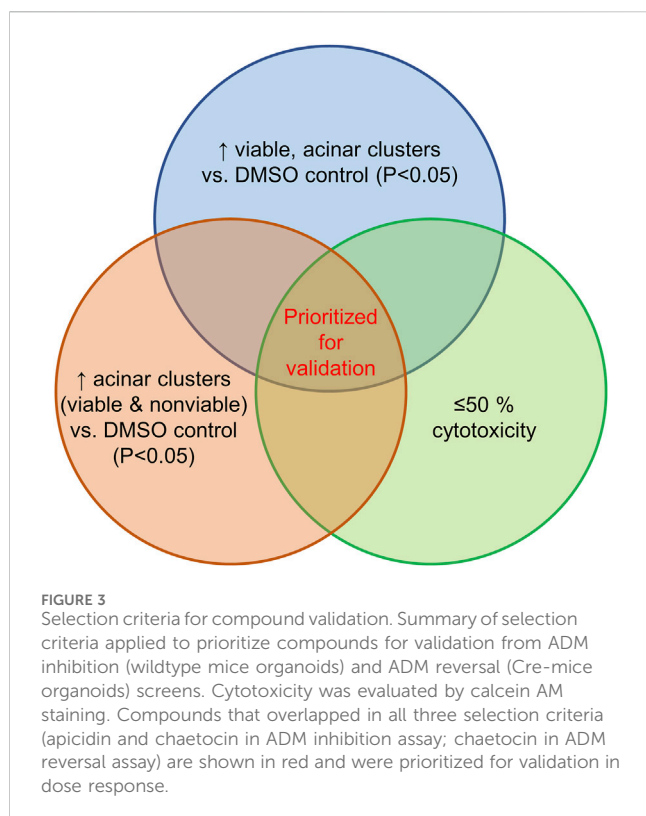 ↑ viable, acinar clusters
vs. DMSO control (P<0.05)
Prioritized
for
validation
↑ acinar clusters
(viable & nonviable)
vs. DMSO control
(P<0.05)
≤50 %
cytotoxicity
FIGURE 3
Selection criteria for compound validation. Summary of selection
criteria applied to prioritize compounds for validation from ADM
inhibition (wildtype mice organoids) and ADM reversal (Cre-mice
organoids) screens. Cytotoxicity was evaluated by calcein AM
staining. Compounds that overlapped in all three selection criteria
(apicidin and chaetocin in ADM inhibition assay; chaetocin in ADM
reversal assay) are shown in red and were prioritized for validation in
dose response.